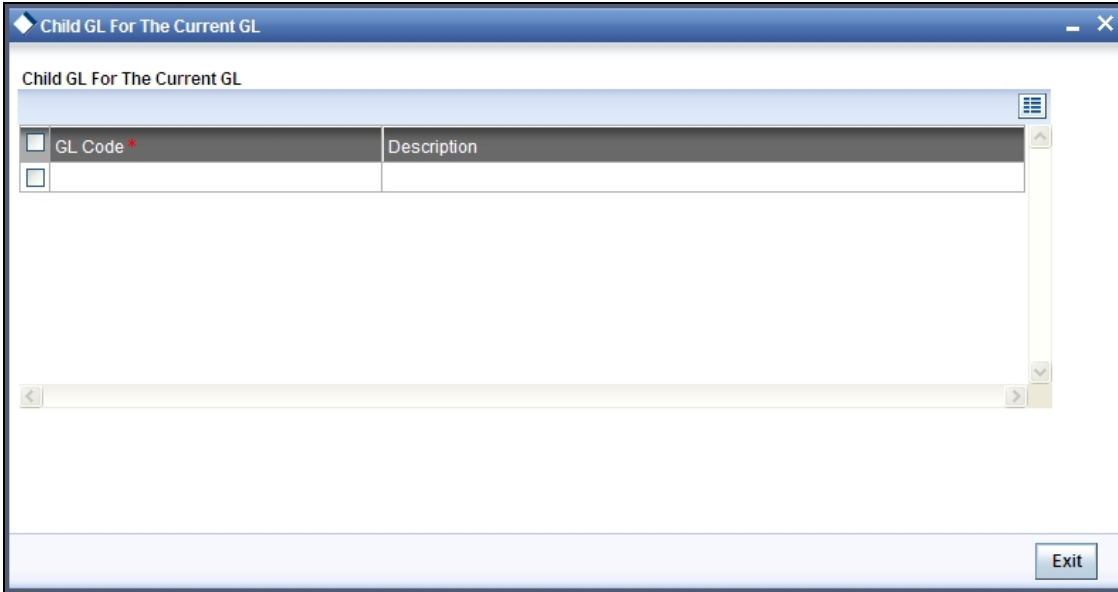 Child GL For The Current GL
Child GL For The Current GL
GL Code * Description
Exit